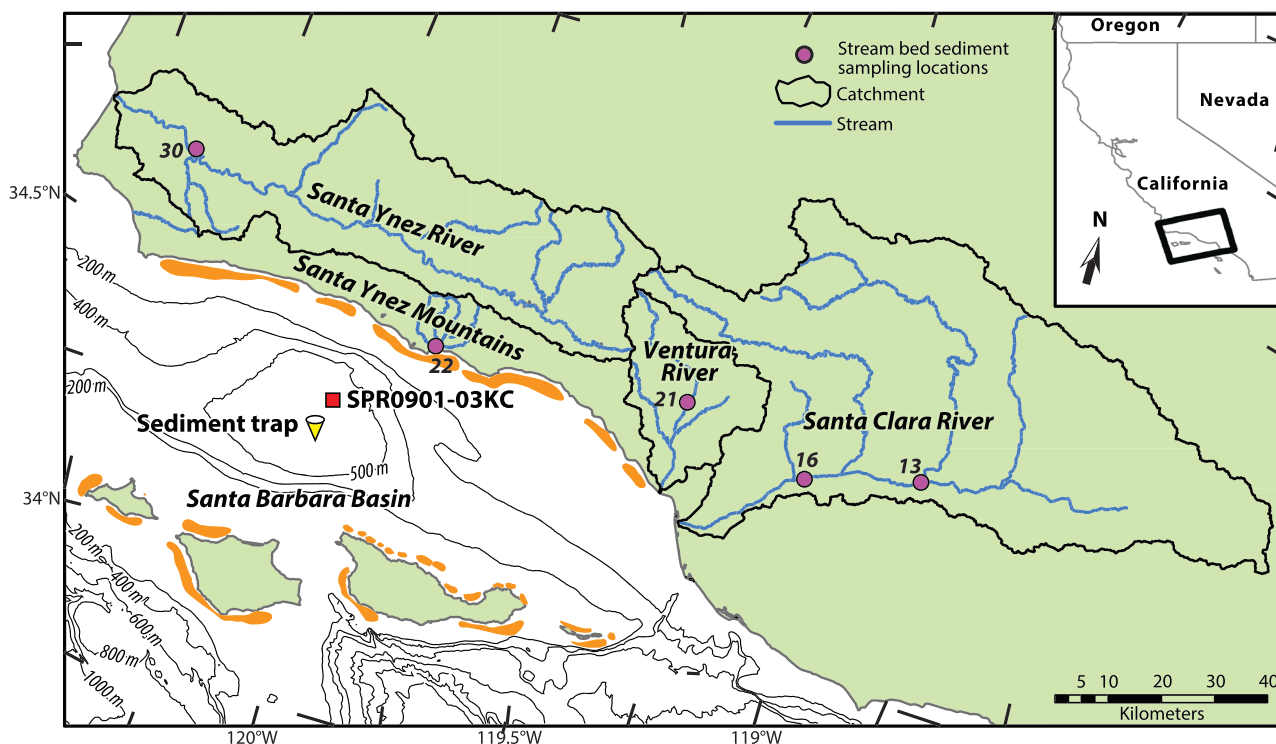 Oregon
Nevada
California
N
Stream bed sediment
sampling locations
Catchment
Stream
30
34.5°N
Santa Ynez River
Santa Ynez Mountains
200 m
400 m
22
Ventura
River
21
200 m
SPR0901-03KC
Sediment trap
Santa Clara River
16
13
500 m
34°N
Santa Barbara Basin
200 m
400 m
600 m
800 m
1000 m
5 10 20 30 40
Kilometers
120°W
119.5°W
119°W